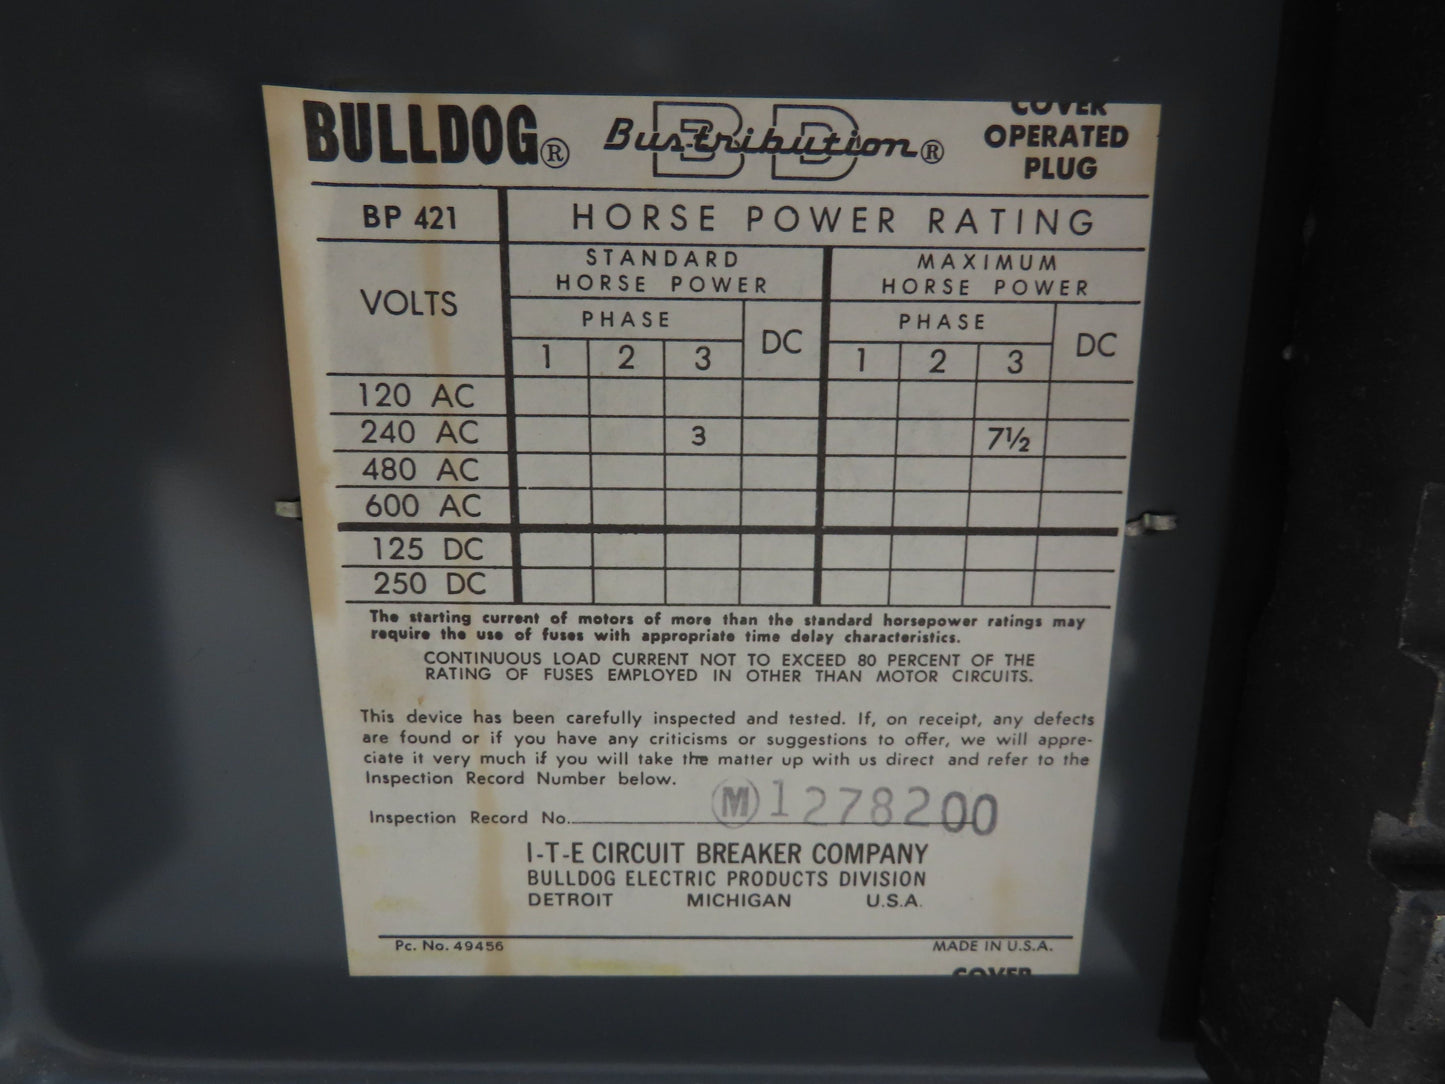 BULLDOG® BD Bustribution® COVER
OPERATED
PLUG
BP 421 HORSE POWER RATING
VOLTS STANDARD HORSE POWER MAXIMUM HORSE POWER
PHASE DC PHASE DC
1 2 3 1 2 3
120 AC
240 AC 3 7½
480 AC
600 AC
125 DC
250 DC
The starting current of motors of more than the standard horsepower ratings may
require the use of fuses with appropriate time delay characteristics.
CONTINUOUS LOAD CURRENT NOT TO EXCEED 80 PERCENT OF THE
RATING OF FUSES EMPLOYED IN OTHER THAN MOTOR CIRCUITS.
This device has been carefully inspected and tested. If, on receipt, any defects
are found or if you have any criticisms or suggestions to offer, we will appre-
ciate it very much if you will take the matter up with us direct and refer to the
Inspection Record Number below.
Inspection Record No. Ⓜ1278200
I-T-E CIRCUIT BREAKER COMPANY
BULLDOG ELECTRIC PRODUCTS DIVISION
DETROIT MICHIGAN U.S.A.
Pc. No. 49456 MADE IN U.S.A.
COVER